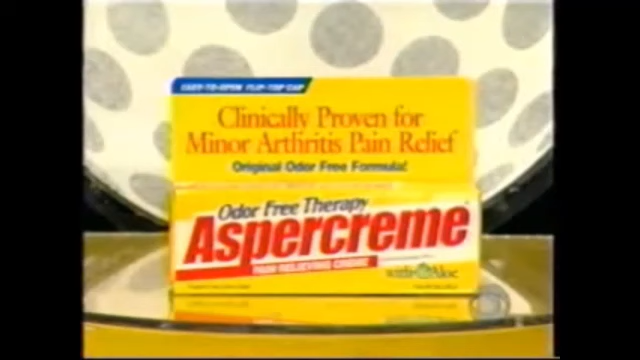 EASY-TO-OPEN FLIP-TOP CAP
Clinically Proven for
Minor Arthritis Pain Relief
Original Odor Free Formula!
Odor Free Therapy
Aspercreme
PAIN RELIEVING CREME
with Aloe